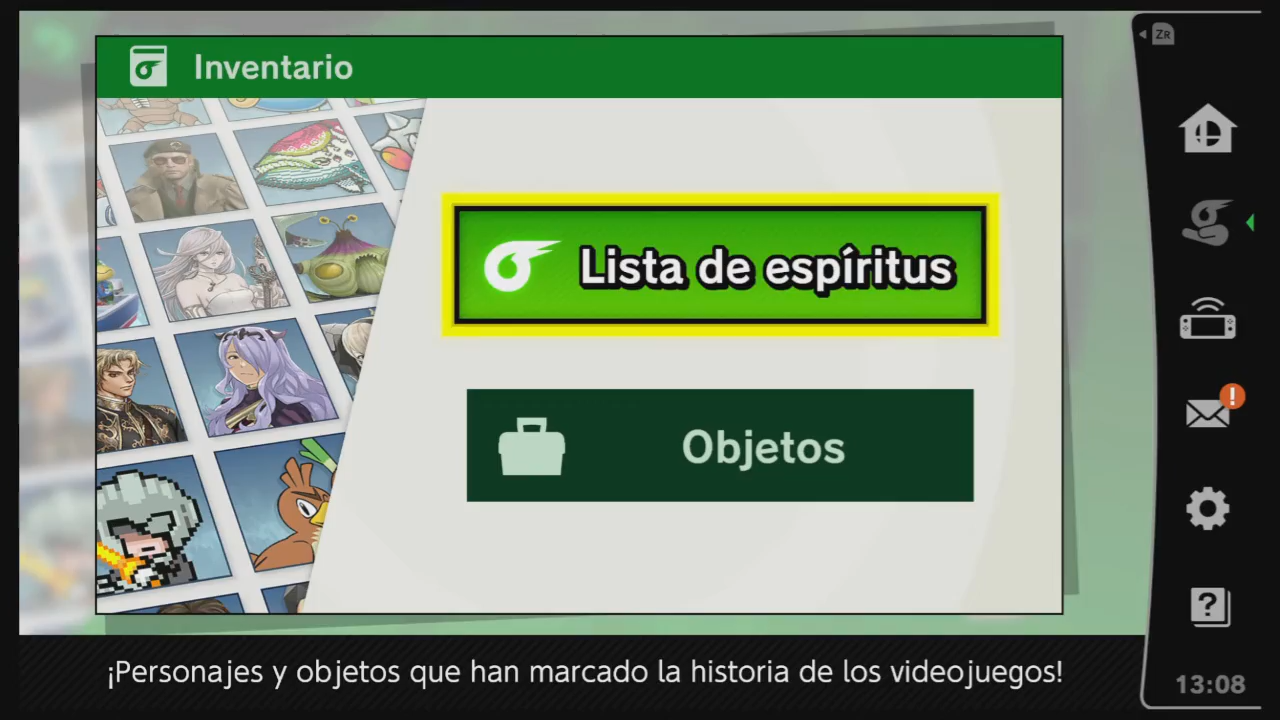 Inventario
Lista de espíritus
Objetos
¡Personajes y objetos que han marcado la historia de los videojuegos!
ZR
!
?
13:08